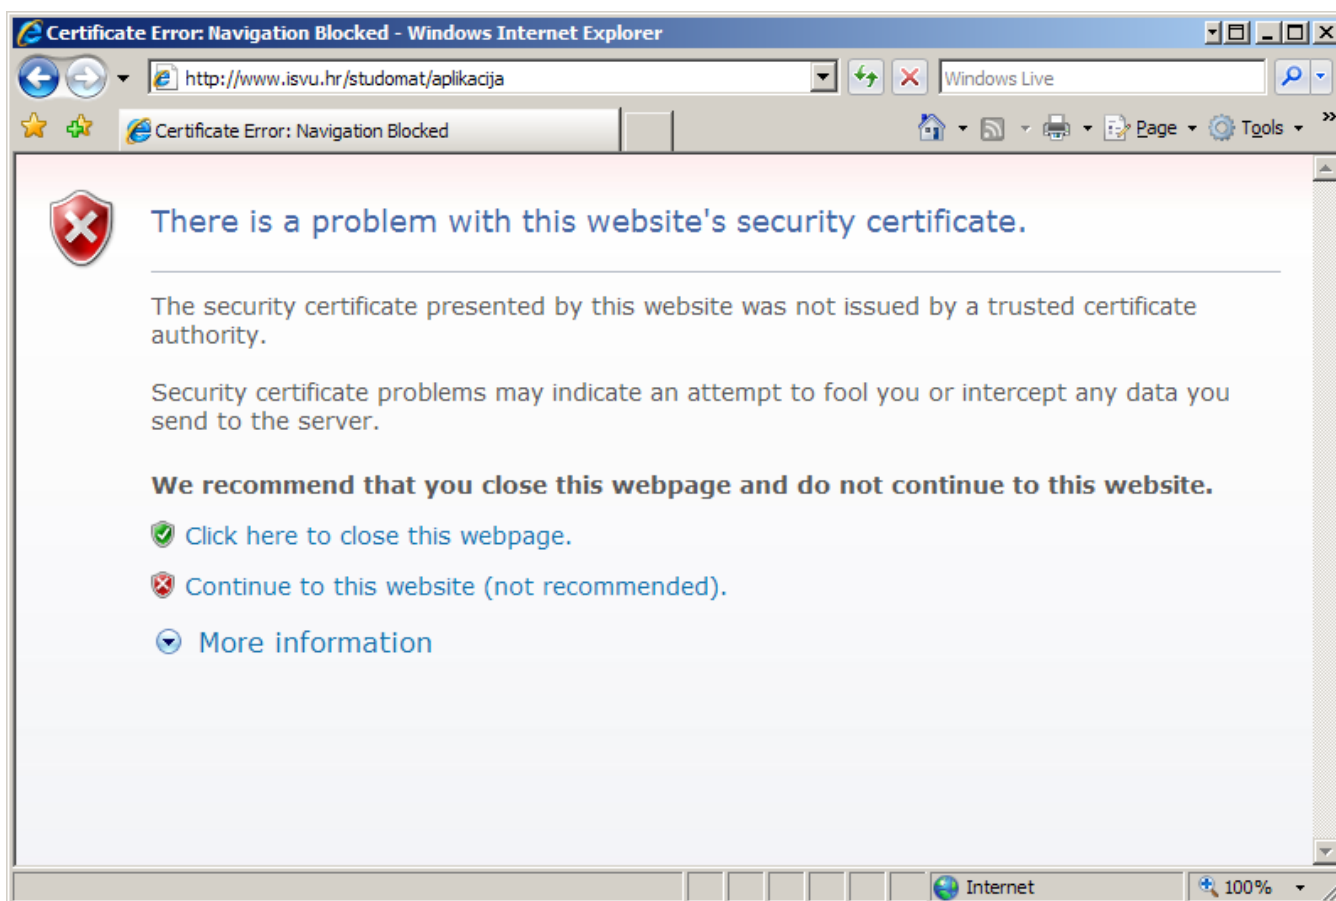 Certificate Error: Navigation Blocked - Windows Internet Explorer
http://www.isvu.hr/studomat/aplikacija
Windows Live
Certificate Error: Navigation Blocked
Page
Tools
There is a problem with this website's security certificate.
The security certificate presented by this website was not issued by a trusted certificate
authority.
Security certificate problems may indicate an attempt to fool you or intercept any data you
send to the server.
We recommend that you close this webpage and do not continue to this website.
Click here to close this webpage.
Continue to this website (not recommended).
More information
Internet
100%